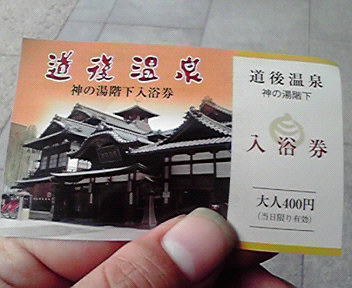 道後温泉
神の湯階下入浴券
道後温泉
神の湯階下
入浴券
大人400円
(当日限り有効)